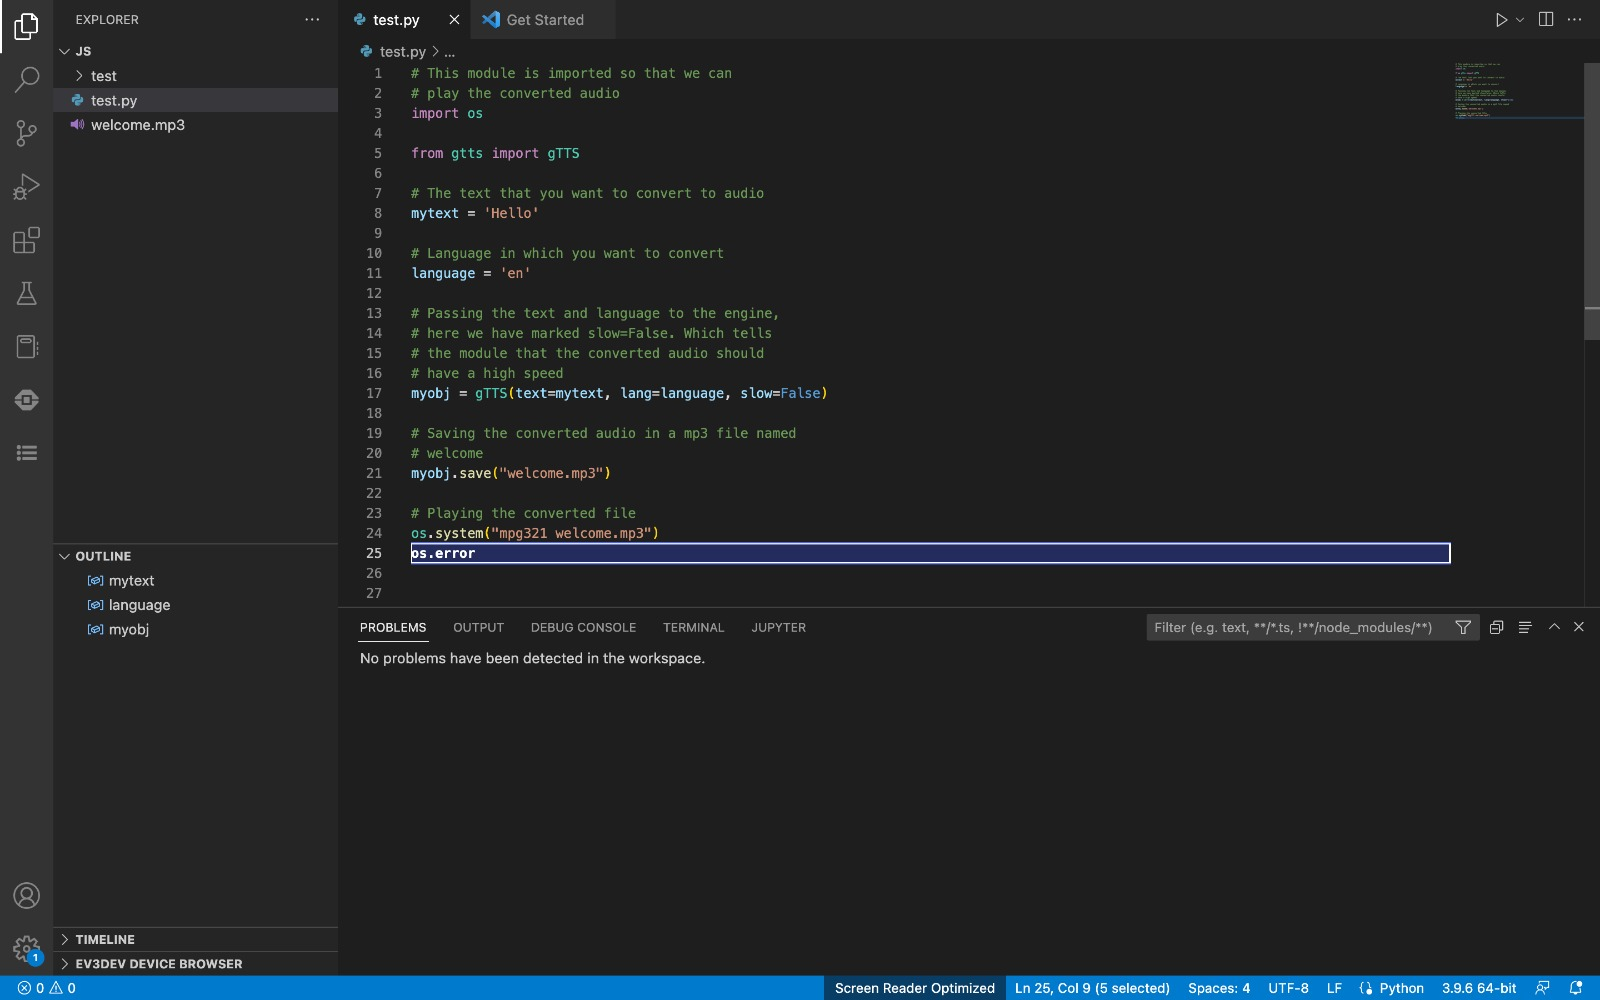 EXPLORER
JS
test
test.py
welcome.mp3
OUTLINE
mytext
language
myobj
TIMELINE
EV3DEV DEVICE BROWSER
1
test.py
Get Started
test.py > ...
1 # This module is imported so that we can
2 # play the converted audio
3 import os
4
5 from gtts import gTTS
6
7 # The text that you want to convert to audio
8 mytext = 'Hello'
9
10 # Language in which you want to convert
11 language = 'en'
12
13 # Passing the text and language to the engine,
14 # here we have marked slow=False. Which tells
15 # the module that the converted audio should
16 # have a high speed
17 myobj = gTTS(text=mytext, lang=language, slow=False)
18
19 # Saving the converted audio in a mp3 file named
20 # welcome
21 myobj.save("welcome.mp3")
22
23 # Playing the converted file
24 os.system("mpg321 welcome.mp3")
25 os.error
26
27
PROBLEMS OUTPUT DEBUG CONSOLE TERMINAL JUPYTER Filter (e.g. text, **/*.ts, !**/node_modules/**)
No problems have been detected in the workspace.
0 0 Screen Reader Optimized Ln 25, Col 9 (5 selected) Spaces: 4 UTF-8 LF Python 3.9.6 64-bit